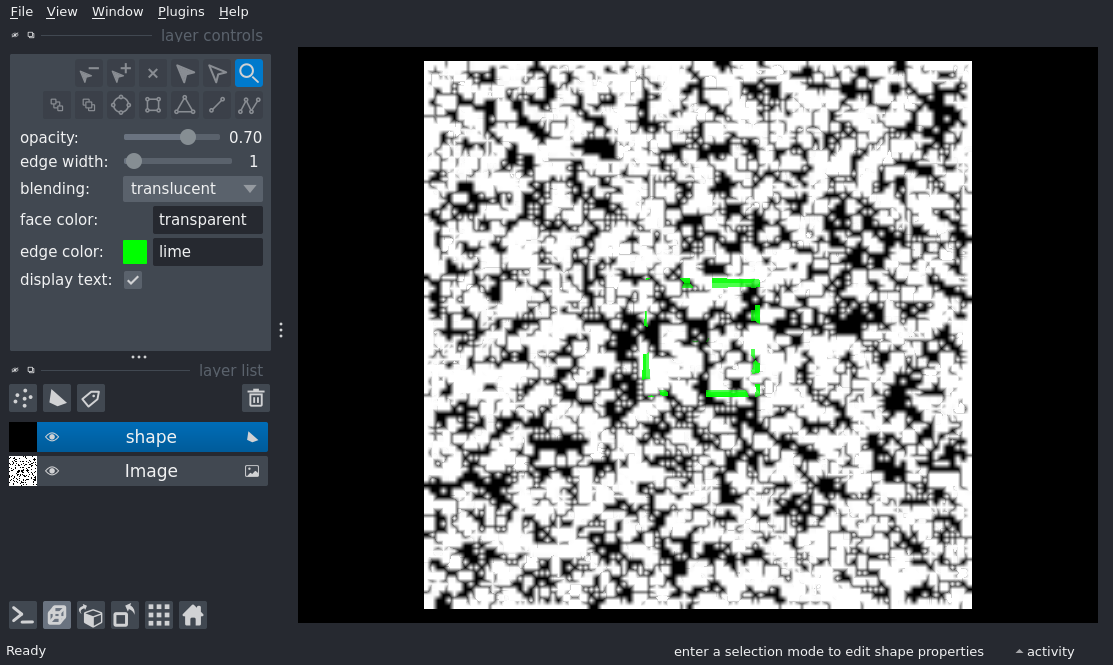 File View Window Plugins Help
layer controls
opacity: 0.70
edge width: 1
blending: translucent
face color: transparent
edge color: lime
display text:
layer list
shape
Image
Ready
enter a selection mode to edit shape properties
activity